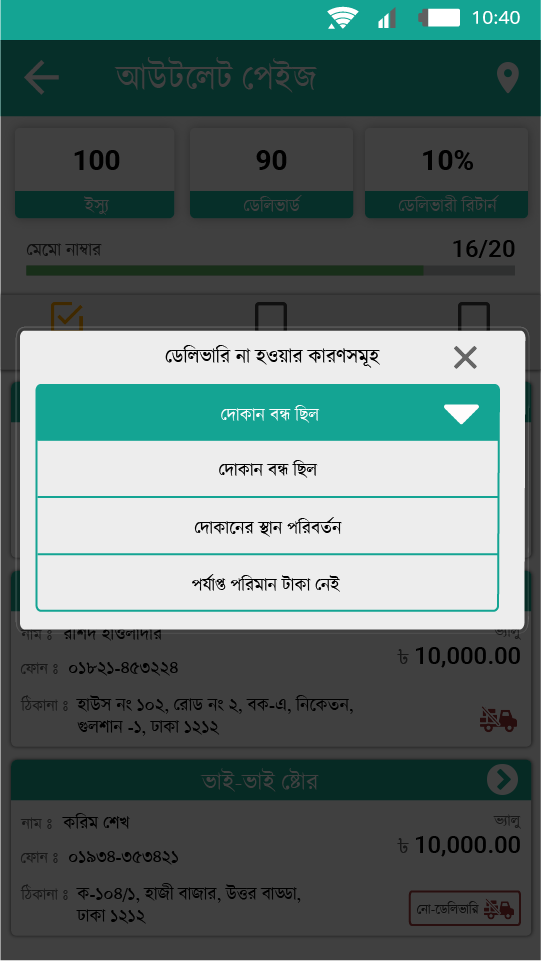 10:40
আউটলেট পেইজ
100
90
10%
ইস্যু
ডেলিভার্ড
ডেলিভারী রিটার্ন
মেমো নাম্বার
16/20
ডেলিভারি না হওয়ার কারণসমূহ
দোকান বন্ধ ছিল
দোকান বন্ধ ছিল
দোকানের স্থান পরিবর্তন
পর্যাপ্ত পরিমান টাকা নেই
নাম ঃ রাশিদ হাওলাদার
ভ্যালু
ফোন ঃ ০১৮২১-৪৫৩২২৪
৳ 10,000.00
ঠিকানা ঃ হাউস নং ১০২, রোড নং ২, বক-এ, নিকেতন,
গুলশান -১, ঢাকা ১২১২
ভাই-ভাই ষ্টোর
নাম ঃ করিম শেখ
ভ্যালু
ফোন ঃ ০১৯৩৪-৩৫৩৪২১
৳ 10,000.00
ঠিকানা ঃ ক-১০৪/১, হাজী বাজার, উত্তর বাড্ডা,
ঢাকা ১২১২
নো-ডেলিভারি